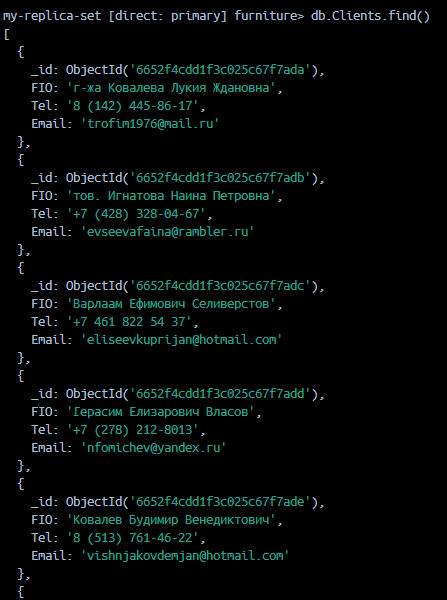 my-replica-set [direct: primary] furniture> db.Clients.find()
[
  {
    _id: ObjectId('6652f4cdd1f3c025c67f7ada'),
    FIO: 'г-жа Ковалева Лукия Ждановна',
    Tel: '8 (142) 445-86-17',
    Email: 'trofim1976@mail.ru'
  },
  {
    _id: ObjectId('6652f4cdd1f3c025c67f7adb'),
    FIO: 'тов. Игнатова Наина Петровна',
    Tel: '+7 (428) 328-04-67',
    Email: 'evseevafaina@rambler.ru'
  },
  {
    _id: ObjectId('6652f4cdd1f3c025c67f7adc'),
    FIO: 'Варлаам Ефимович Селиверстов',
    Tel: '+7 461 822 54 37',
    Email: 'eliseevkuprijan@hotmail.com'
  },
  {
    _id: ObjectId('6652f4cdd1f3c025c67f7add'),
    FIO: 'Герасим Елизарович Власов',
    Tel: '+7 (278) 212-8013',
    Email: 'nfomichev@yandex.ru'
  },
  {
    _id: ObjectId('6652f4cdd1f3c025c67f7ade'),
    FIO: 'Ковалев Будимир Венедиктович',
    Tel: '8 (513) 761-46-22',
    Email: 'vishnjakovdemjan@hotmail.com'
  },
  {